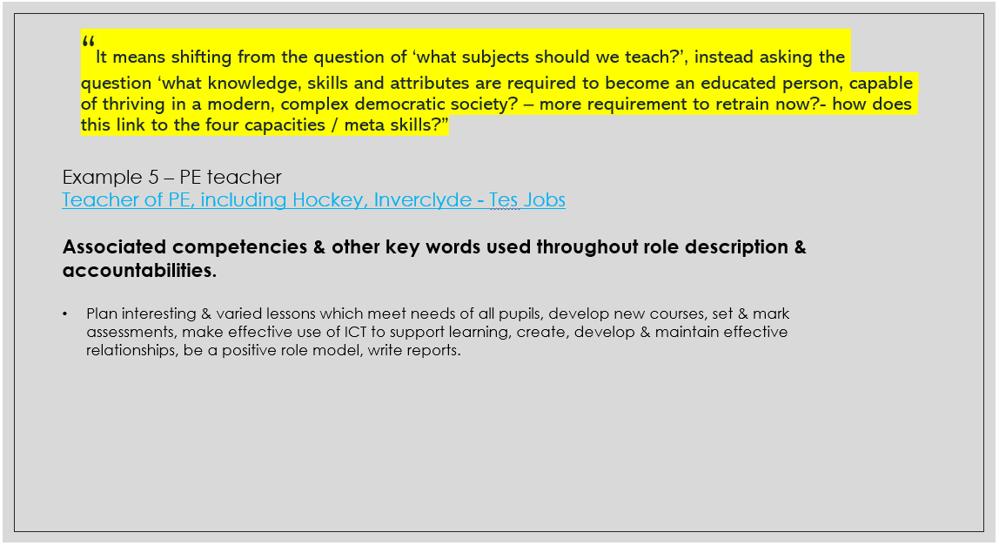 “It means shifting from the question of ‘what subjects should we teach?’, instead asking the
question ‘what knowledge, skills and attributes are required to become an educated person, capable
of thriving in a modern, complex democratic society? – more requirement to retrain now?- how does
this link to the four capacities / meta skills?”
Example 5 – PE teacher
Teacher of PE, including Hockey, Inverclyde - Tes Jobs
Associated competencies & other key words used throughout role description &
accountabilities.
• Plan interesting & varied lessons which meet needs of all pupils, develop new courses, set & mark
assessments, make effective use of ICT to support learning, create, develop & maintain effective
relationships, be a positive role model, write reports.